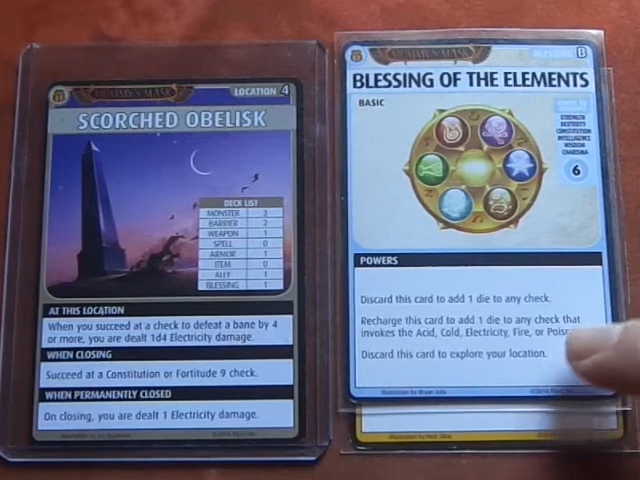 MUMMY'S MASK
LOCATION 4
SCORCHED OBELISK
DECK LIST
MONSTER 3
BARRIER 2
WEAPON 1
SPELL 0
ARMOR 1
ITEM 0
ALLY 1
BLESSING 1
AT THIS LOCATION
When you succeed at a check to defeat a bane by 4
or more, you are dealt 1d4 Electricity damage.
WHEN CLOSING
Succeed at a Constitution or Fortitude 9 check.
WHEN PERMANENTLY CLOSED
On closing, you are dealt 1 Electricity damage.
MUMMY'S MASK
BLESSING B
BLESSING OF THE ELEMENTS
BASIC
STRENGTH
DEXTERITY
CONSTITUTION
INTELLIGENCE
WISDOM
CHARISMA
6
POWERS
Discard this card to add 1 die to any check.
Recharge this card to add 1 die to any check that
invokes the Acid, Cold, Electricity, Fire, or
Discard this card to explore your location.